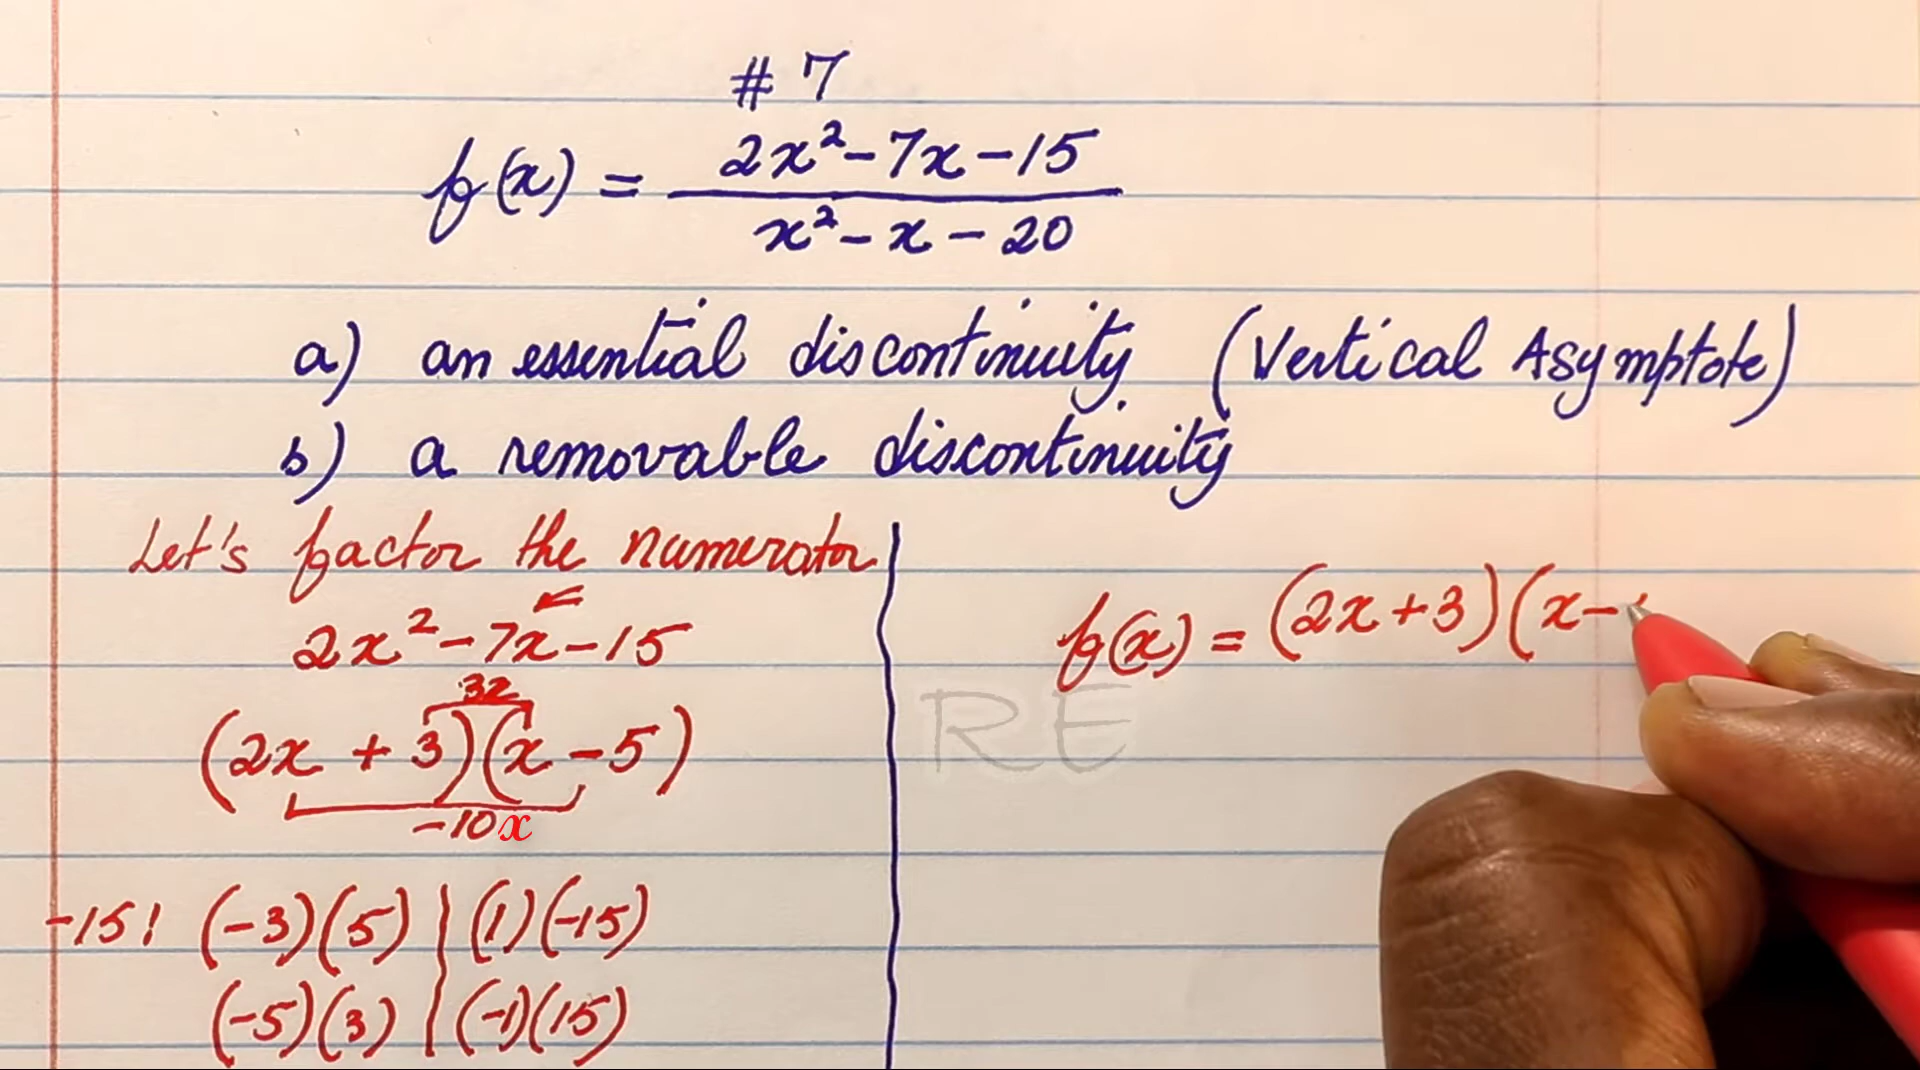 # 7
f(x) = 2x² - 7x - 15
x² - x - 20
a) an essential discontinuity (Vertical Asymptote)
b) a removable discontinuity
Let's factor the numerator
2x² - 7x - 15
32
(2x + 3)(x - 5)
-10x
-15! (-3)(5) | (1)(-15)
(-5)(3) | (-1)(15)
f(x) = (2x+3)(x-
RE